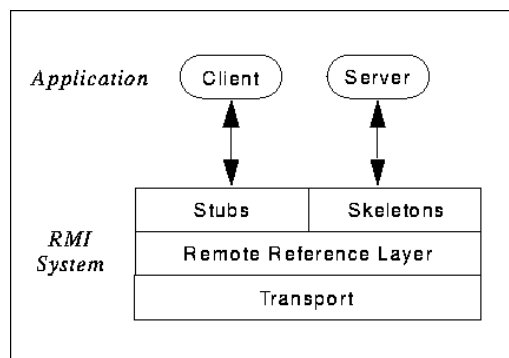 Application
Client
Server
Stubs
Skeletons
RMI
System
Remote Reference Layer
Transport